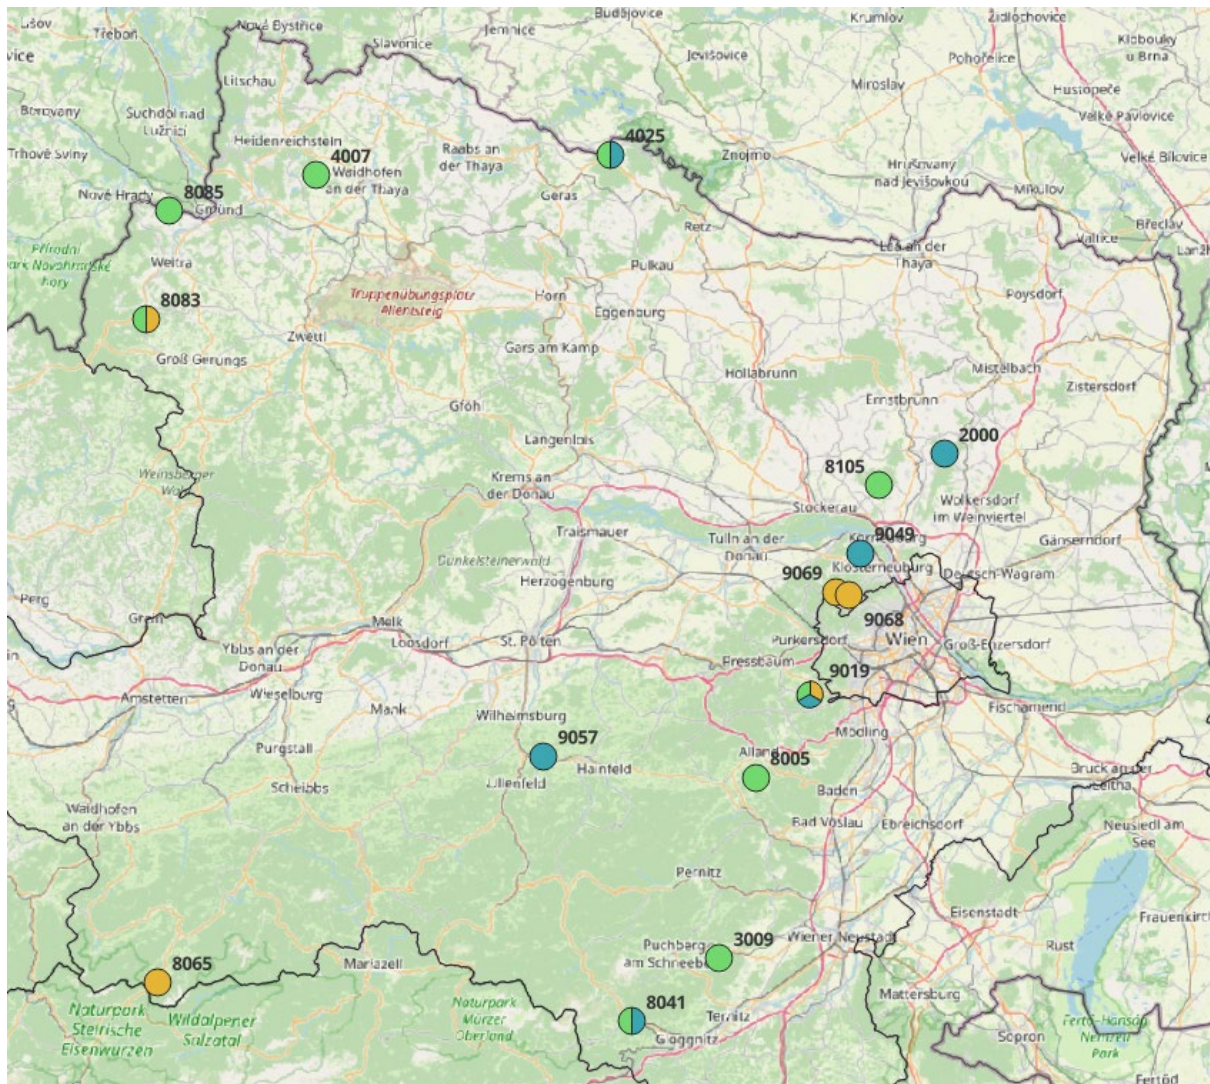 Lišov
Třeboň
Nová Bystřice
Jemnice
Budějovice
Krumlov
Židlochovice
Slavonice
vice
Jevišovice
Pohořelice
Klobouky
u Brna
Litschau
Miroslav
Hustopeče
Velké Pavlovice
Borovany
Suchdol nad
Lužnicí
Heidenreichstein
4007
Raabs an
der Thaya
4025
Trhové Sviny
Znojmo
Velké Bílovice
Waidhofen
an der Thaya
Hrušovany
nad Jevišovkou
Mikulov
Nové Hrady
8085
Gmünd
Geras
Retz
Valtice
Břeclav
Přírodní
park Novohradské
hory
Weitra
Laa an der
Thaya
Pulkau
Truppenübungsplatz
Allentsteig
Horn
Poysdorf
8083
Eggenburg
Zwettl
Groß Gerungs
Gars am Kamp
Hollabrunn
Mistelbach
Zistersdorf
Gföhl
Ernstbrunn
Langenlois
2000
8105
Weinsberger
Wald
Krems an
der Donau
Stockerau
Wolkersdorf
im Weinviertel
Traismauer
Tulln an der
Donau
Korneuburg
9049
Gänserndorf
Dunkelsteinerwald
Klosterneuburg
Deutsch-Wagram
9069
Herzogenburg
Perg
Grein
Melk
9068
Loosdorf
St. Pölten
Purkersdorf
Wien
Groß-Enzersdorf
Ybbs an der
Donau
Pressbaum
9019
Amstetten
Wieselburg
Mank
Wilhelmsburg
Fischamend
Mödling
Purgstall
9057
Alland
8005
Hainfeld
Lilienfeld
Scheibbs
Baden
Bruck an der
Leitha
Waidhofen
an der Ybbs
Bad Vöslau
Ebreichsdorf
Neusiedl am
See
Pernitz
Eisenstadt
Frauenkirch
3009
Puchberg
am Schneeberg
Wiener Neustadt
Rust
8065
Mariazell
Mattersburg
Naturpark
Steirische
Eisenwurzen
Wildalpener
Salzatal
Naturpark
Mürzer
Oberland
8041
Ternitz
Gloggnitz
Sopron
Fertő-Hanság
Nemzeti
Park
Fertőd